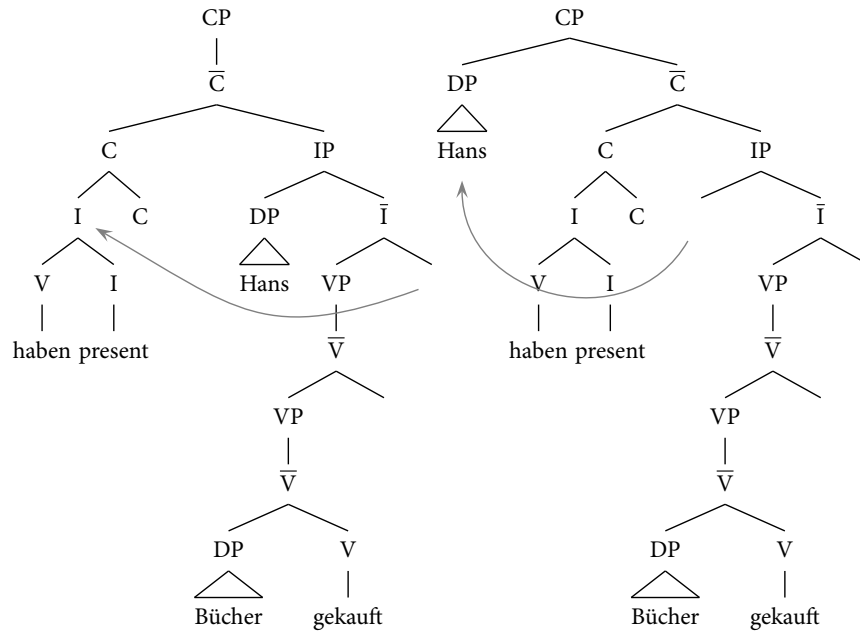 CP CP
C̅ DP C̅
C IP Hans C IP
I C DP I̅ I C I̅
V I Hans VP V I VP
haben present V̅ haben present V̅
VP VP
V̅ V̅
DP V DP V
Bücher gekauft Bücher gekauft